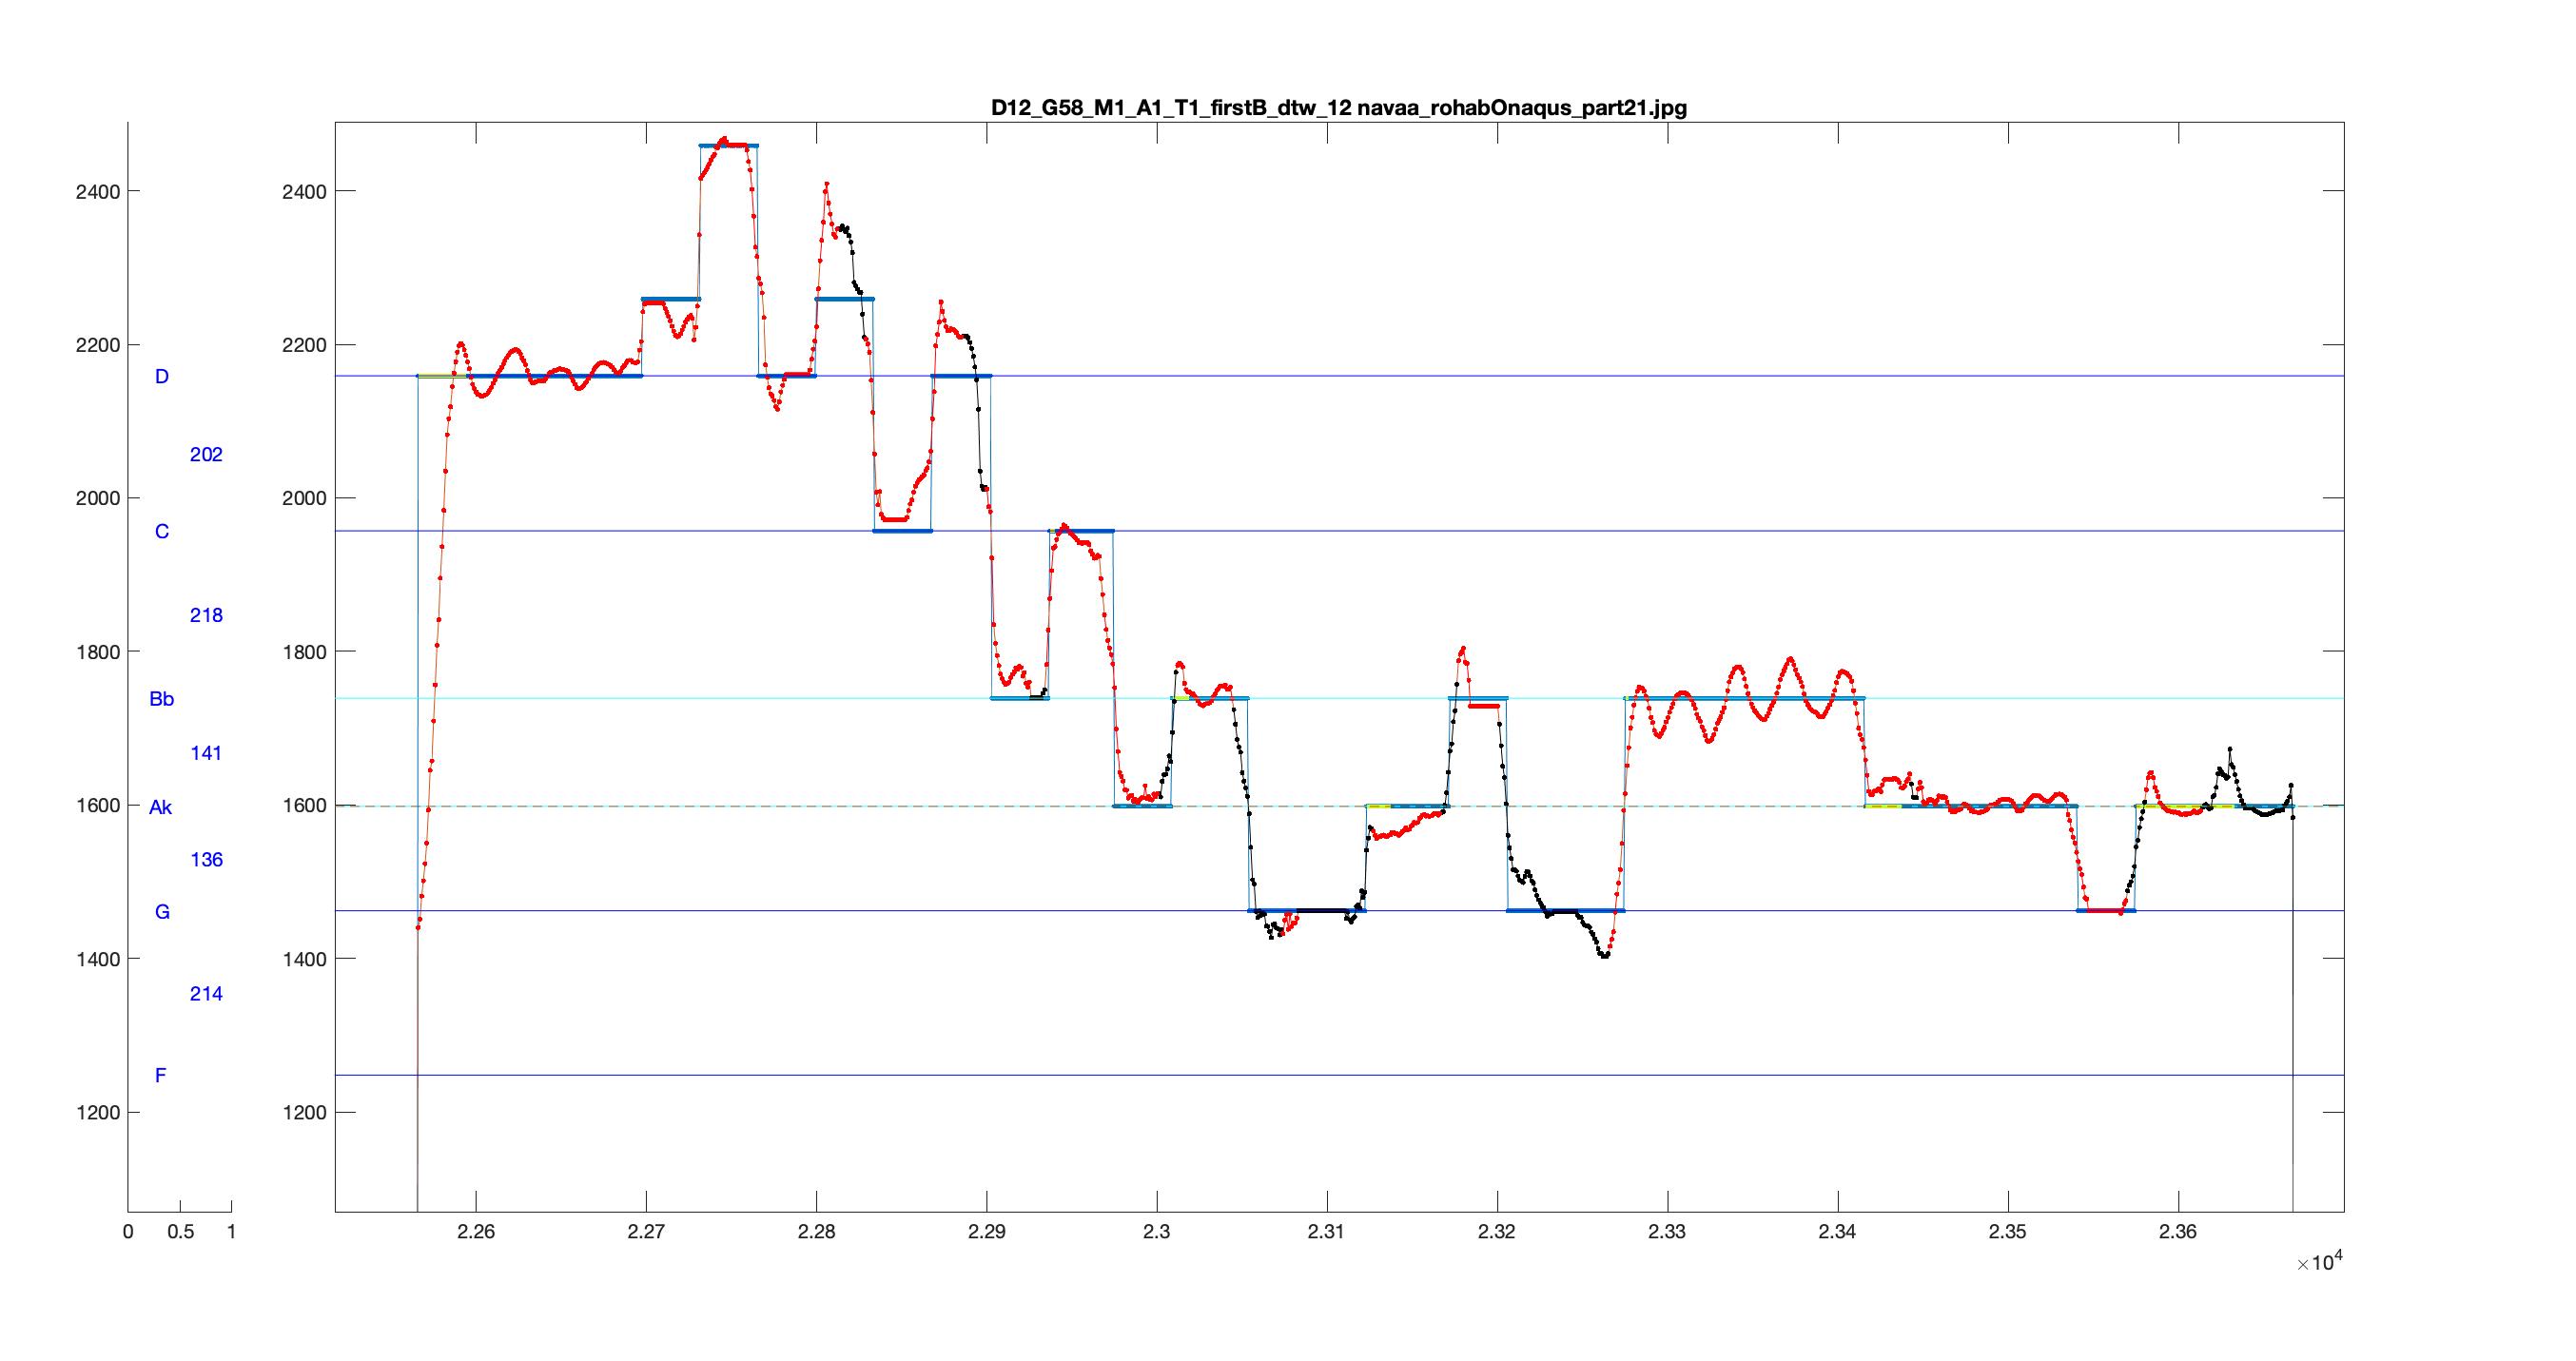 D12_G58_M1_A1_T1_firstB_dtw_12 navaa_rohabOnaqus_part21.jpg
2400 2400
2200 2200
D
202
2000 2000
C
218
1800 1800
Bb
141
1600 Ak 1600
136
G
1400 1400
214
F
1200 1200
0 0.5 1 2.26 2.27 2.28 2.29 2.3 2.31 2.32 2.33 2.34 2.35 2.36
×10⁴